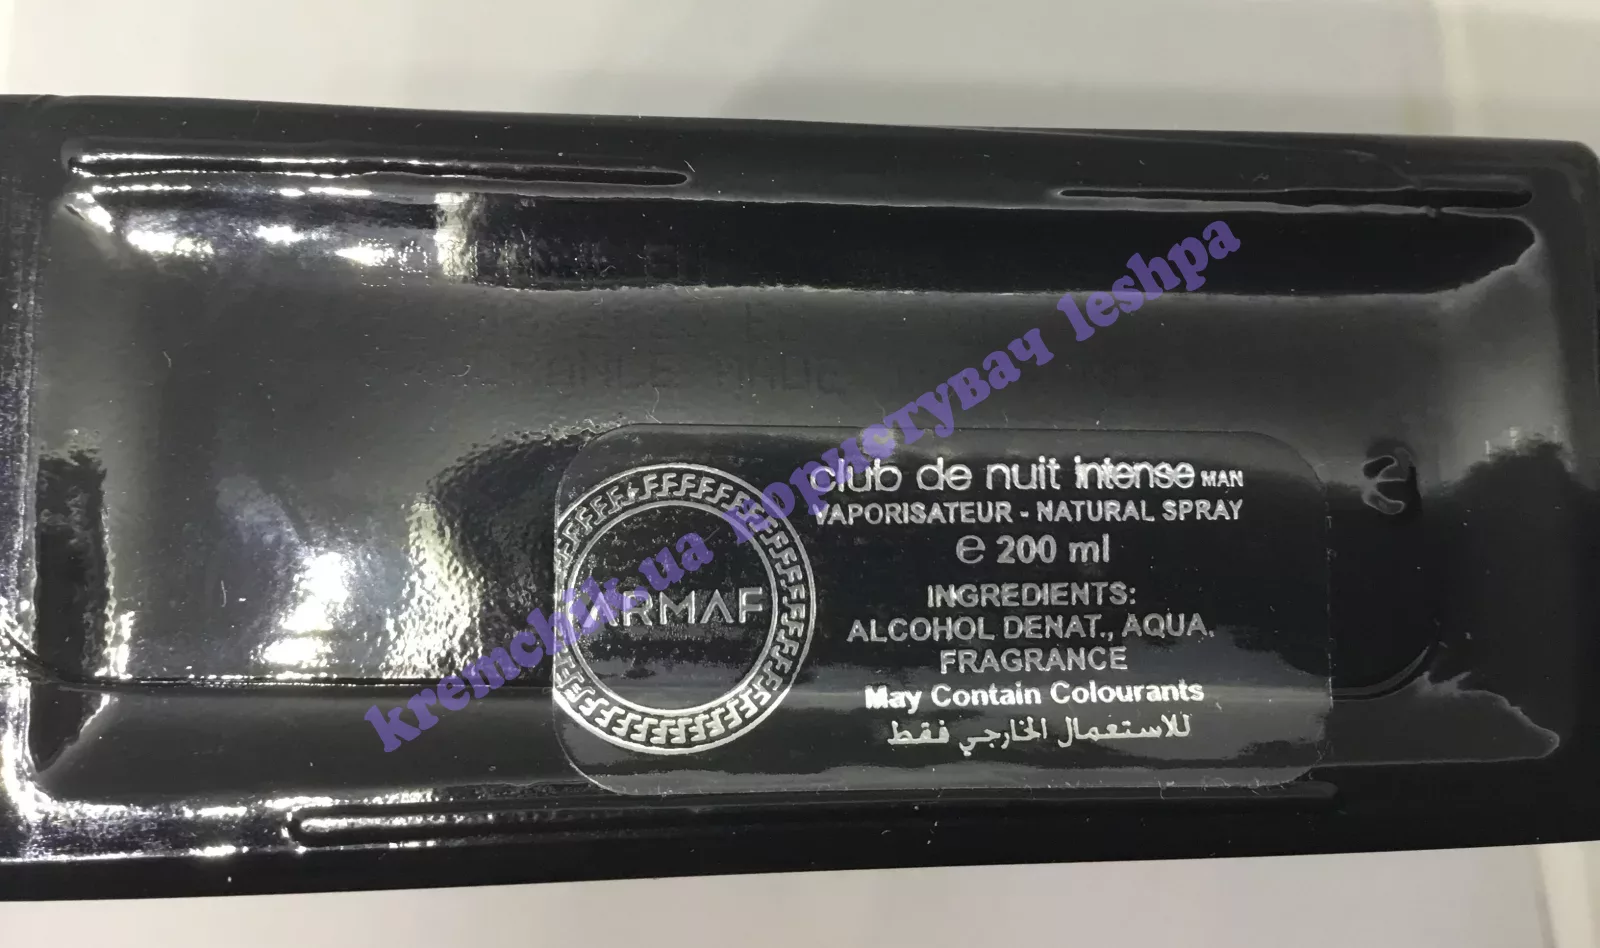 club de nuit intense MAN
VAPORISATEUR - NATURAL SPRAY
e 200 ml
INGREDIENTS:
ALCOHOL DENAT., AQUA.
FRAGRANCE
May Contain Colourants
للاستعمال الخارجي فقط
ARMAF
kremchik.ua користувач leshpa